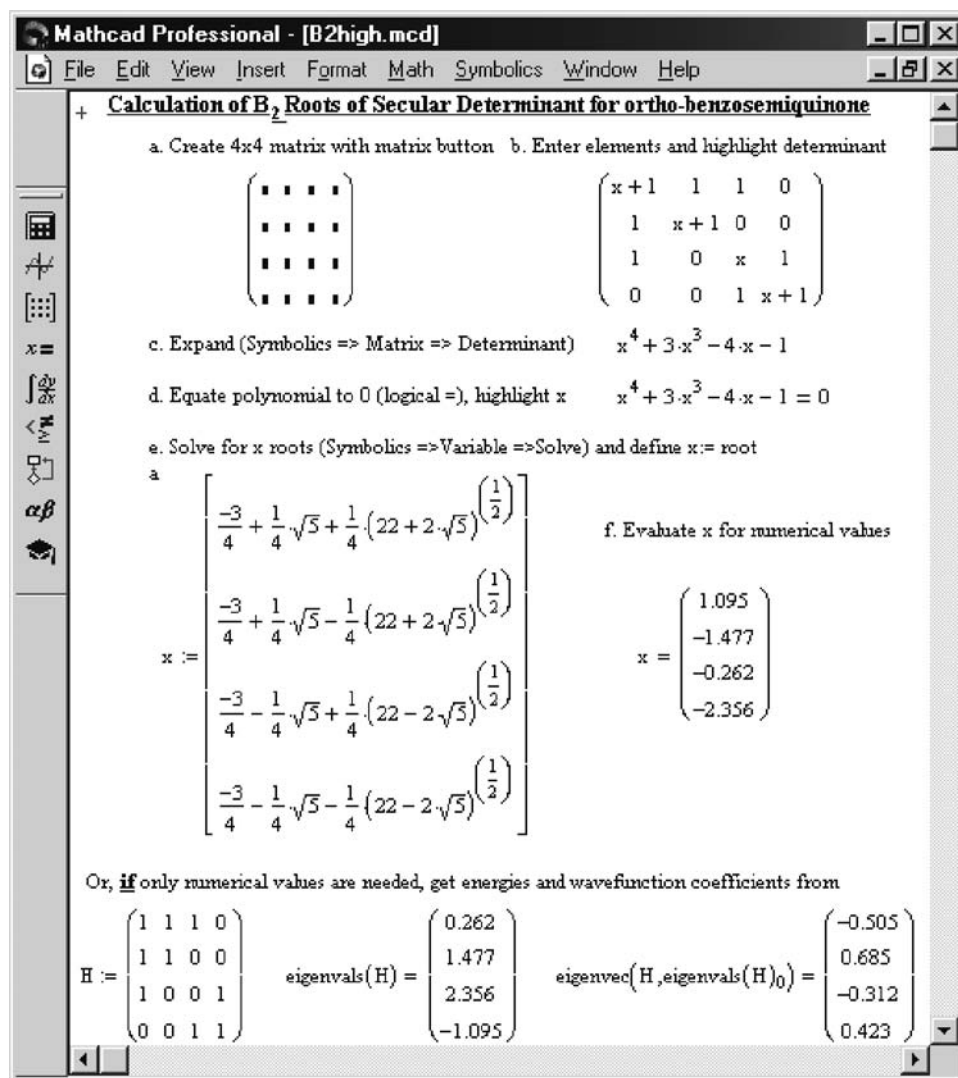 Mathcad Professional - [B2high.mcd]
File Edit View Insert Format Math Symbolics Window Help
Calculation of B₂ Roots of Secular Determinant for ortho-benzosemiquinone
a. Create 4x4 matrix with matrix button b. Enter elements and highlight determinant
x + 1 1 1 0
1 x + 1 0 0
1 0 x 1
0 0 1 x + 1
c. Expand (Symbolics => Matrix => Determinant) x⁴ + 3·x³ − 4·x − 1
d. Equate polynomial to 0 (logical =), highlight x x⁴ + 3·x³ − 4·x − 1 = 0
e. Solve for x roots (Symbolics =>Variable =>Solve) and define x:= root
a
x :=
−3/4 + 1/4·√5 + 1/4·(22 + 2·√5)^(1/2)
−3/4 + 1/4·√5 − 1/4·(22 + 2·√5)^(1/2)
−3/4 − 1/4·√5 + 1/4·(22 − 2·√5)^(1/2)
−3/4 − 1/4·√5 − 1/4·(22 − 2·√5)^(1/2)
f. Evaluate x for numerical values
x =
1.095
−1.477
−0.262
−2.356
Or, if only numerical values are needed, get energies and wavefunction coefficients from
H :=
1 1 1 0
1 1 0 0
1 0 0 1
0 0 1 1
eigenvals(H) =
0.262
1.477
2.356
−1.095
eigenvec(H,eigenvals(H)₀) =
−0.505
0.685
−0.312
0.423
x =
∫ dy/dx
< ≠ ≥
αβ